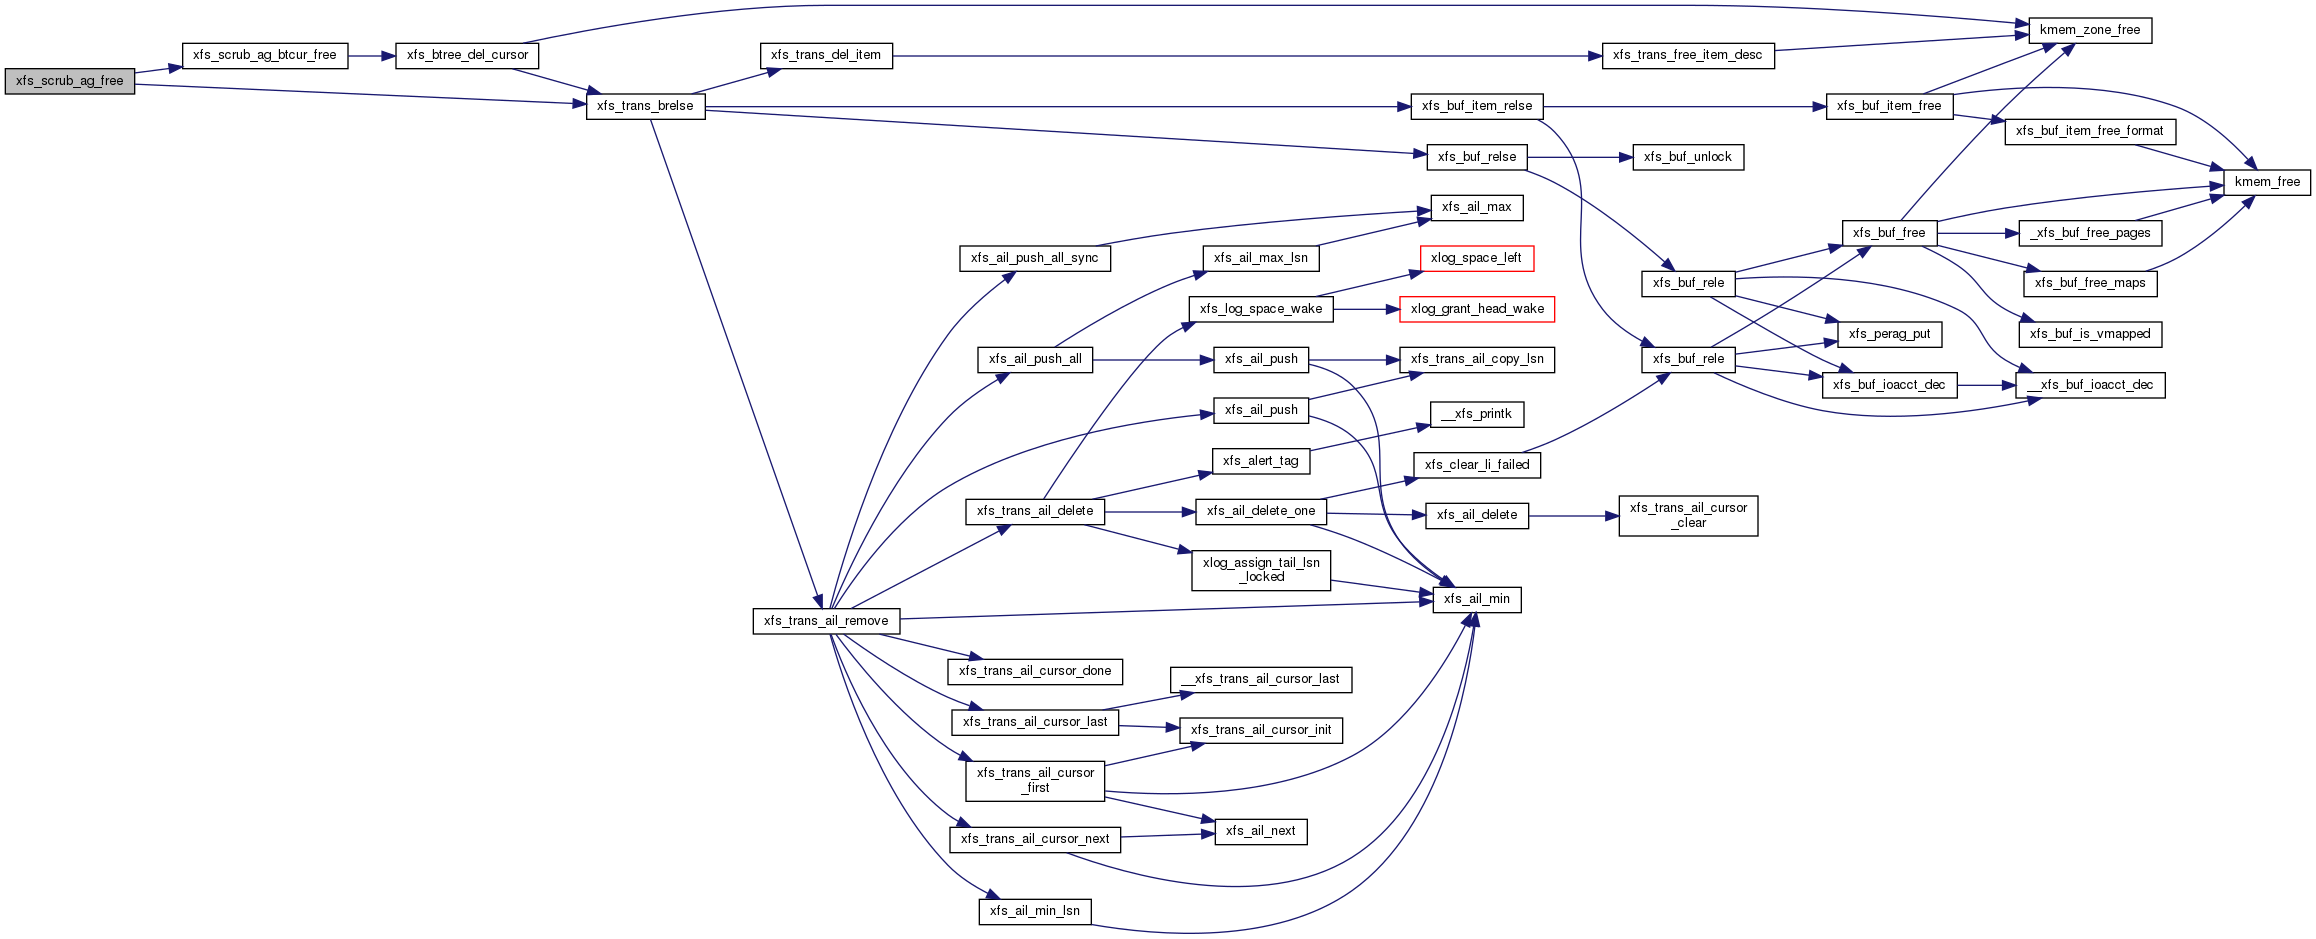 xfs_scrub_ag_free
xfs_scrub_ag_btcur_free
xfs_btree_del_cursor
xfs_trans_brelse
xfs_trans_del_item
xfs_trans_ail_remove
xfs_ail_push_all_sync
xfs_ail_push_all
xfs_trans_ail_delete
xfs_trans_ail_cursor_done
xfs_trans_ail_cursor_last
xfs_trans_ail_cursor
_first
xfs_trans_ail_cursor_next
xfs_ail_min_lsn
xfs_ail_max_lsn
xfs_log_space_wake
xfs_ail_push
xfs_ail_push
xfs_alert_tag
xfs_ail_delete_one
xlog_assign_tail_lsn
_locked
__xfs_trans_ail_cursor_last
xfs_trans_ail_cursor_init
xfs_ail_next
xfs_buf_item_relse
xfs_buf_relse
xfs_ail_max
xlog_space_left
xlog_grant_head_wake
xfs_trans_ail_copy_lsn
__xfs_printk
xfs_clear_li_failed
xfs_ail_delete
xfs_ail_min
xfs_trans_free_item_desc
xfs_buf_unlock
xfs_buf_rele
xfs_buf_rele
xfs_trans_ail_cursor
_clear
xfs_buf_item_free
xfs_buf_free
xfs_perag_put
xfs_buf_ioacct_dec
kmem_zone_free
xfs_buf_item_free_format
_xfs_buf_free_pages
xfs_buf_free_maps
xfs_buf_is_vmapped
__xfs_buf_ioacct_dec
kmem_free